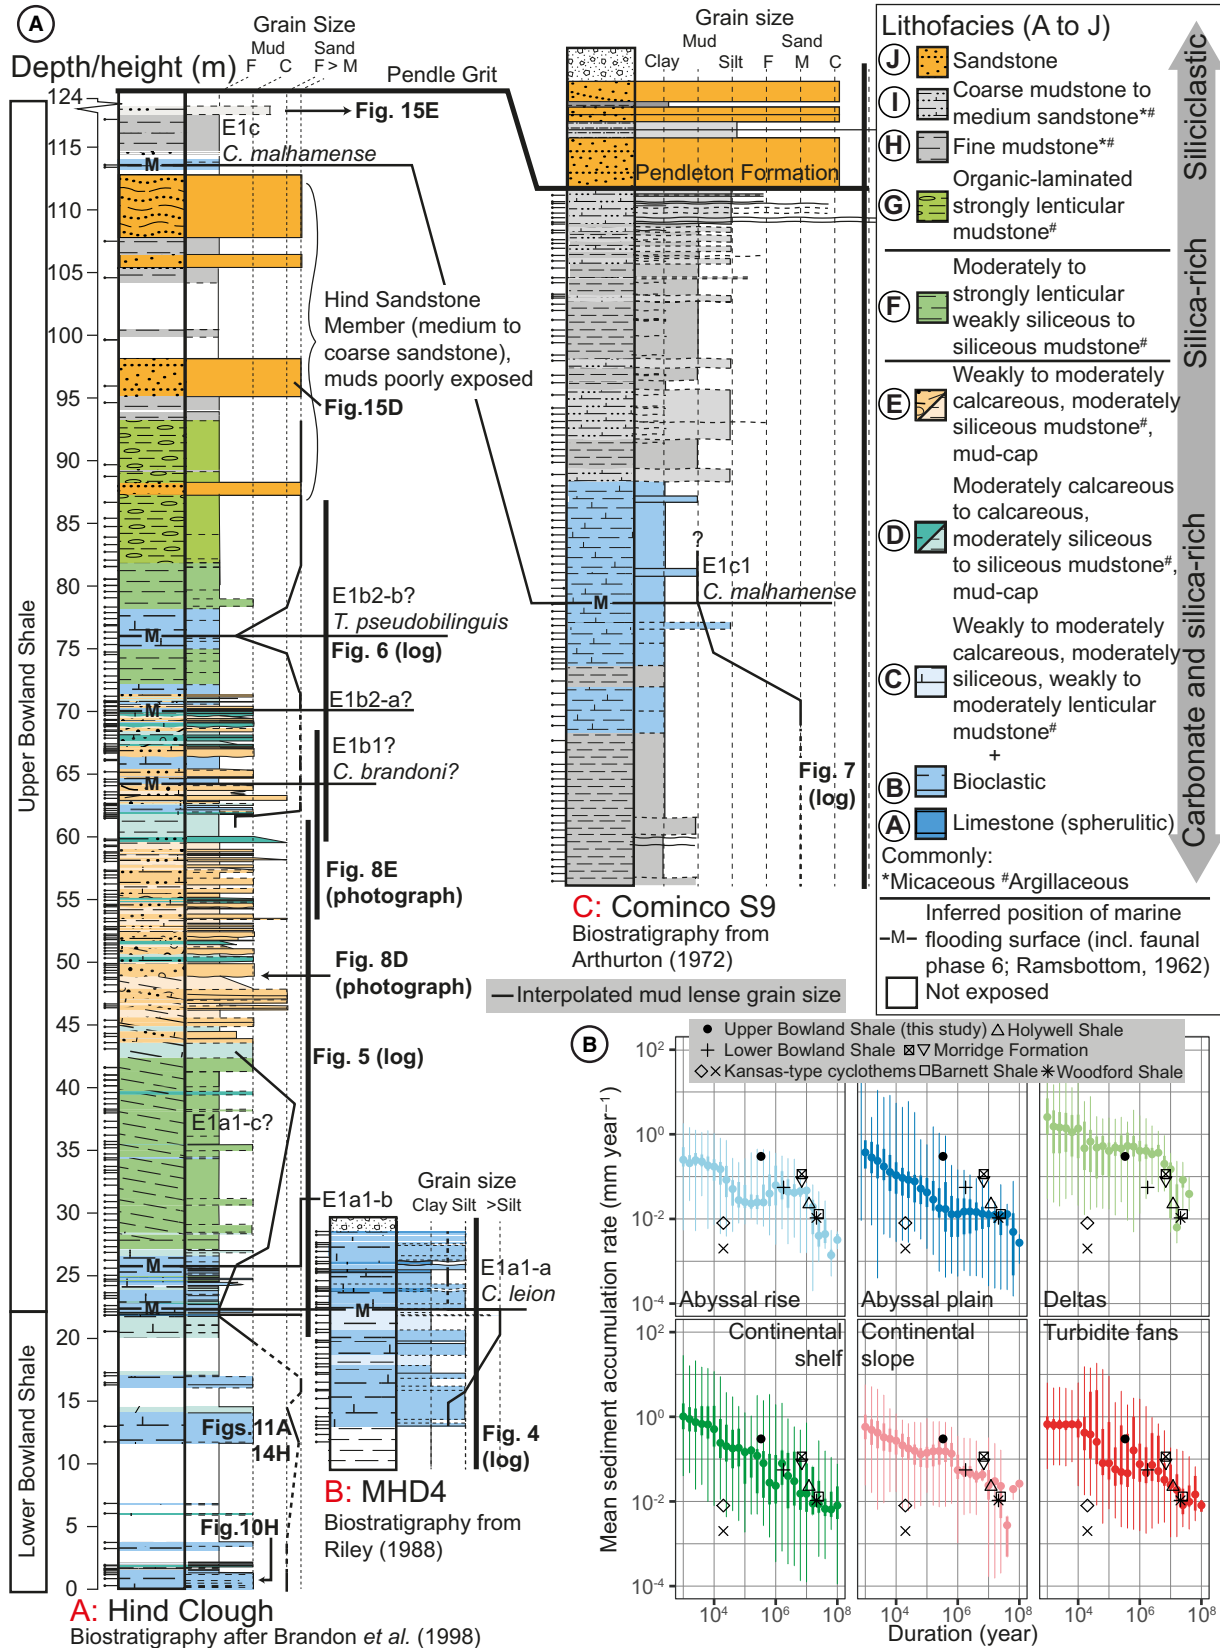 A
Depth/height (m)
Grain Size
Mud
Sand
F C F > M
Pendle Grit
Fig. 15E
E1c
C. malhamense
124
115
110
105
100
95
90
85
80
75
70
65
60
55
50
45
40
35
30
25
20
15
10
5
0
Upper Bowland Shale
Lower Bowland Shale
M
M
M
M
M
M
Hind Sandstone
Member (medium to
coarse sandstone),
muds poorly exposed
Fig.15D
E1b2-b?
T. pseudobilinguis
Fig. 6 (log)
E1b2-a?
E1b1?
C. brandoni?
Fig. 8E
(photograph)
Fig. 8D
(photograph)
Fig. 5 (log)
E1a1-c?
E1a1-b
Figs.11A
14H
Fig.10H
A: Hind Clough
Biostratigraphy after Brandon et al. (1998)
Grain size
Clay Silt >Silt
M
E1a1-a
C. leion
Fig. 4
(log)
B: MHD4
Biostratigraphy from
Riley (1988)
Grain size
Mud Sand
Clay Silt F M C
Pendleton Formation
M
?
E1c1
C. malhamense
Fig. 7
(log)
C: Cominco S9
Biostratigraphy from
Arthurton (1972)
Interpolated mud lense grain size
Lithofacies (A to J)
J Sandstone
I Coarse mudstone to
medium sandstone*#
H Fine mudstone*#
G Organic-laminated
strongly lenticular
mudstone#
F Moderately to
strongly lenticular
weakly siliceous to
siliceous mudstone#
E Weakly to moderately
calcareous, moderately
siliceous mudstone#,
mud-cap
D Moderately calcareous
to calcareous,
moderately siliceous
to siliceous mudstone#,
mud-cap
C Weakly to moderately
calcareous, moderately
siliceous, weakly to
moderately lenticular
mudstone#
+
B Bioclastic
A Limestone (spherulitic)
Commonly:
*Micaceous #Argillaceous
Inferred position of marine
–M– flooding surface (incl. faunal
phase 6; Ramsbottom, 1962)
Not exposed
Siliciclastic
Silica-rich
Carbonate and silica-rich
B
Upper Bowland Shale (this study) Holywell Shale
Lower Bowland Shale Morridge Formation
Kansas-type cyclothems Barnett Shale Woodford Shale
Mean sediment accumulation rate (mm year⁻¹)
10²
10⁰
10⁻²
10⁻⁴
10²
10⁰
10⁻²
10⁻⁴
Abyssal rise
Abyssal plain
Deltas
Continental
shelf
Continental
slope
Turbidite fans
10⁴ 10⁶ 10⁸ 10⁴ 10⁶ 10⁸ 10⁴ 10⁶ 10⁸
Duration (year)